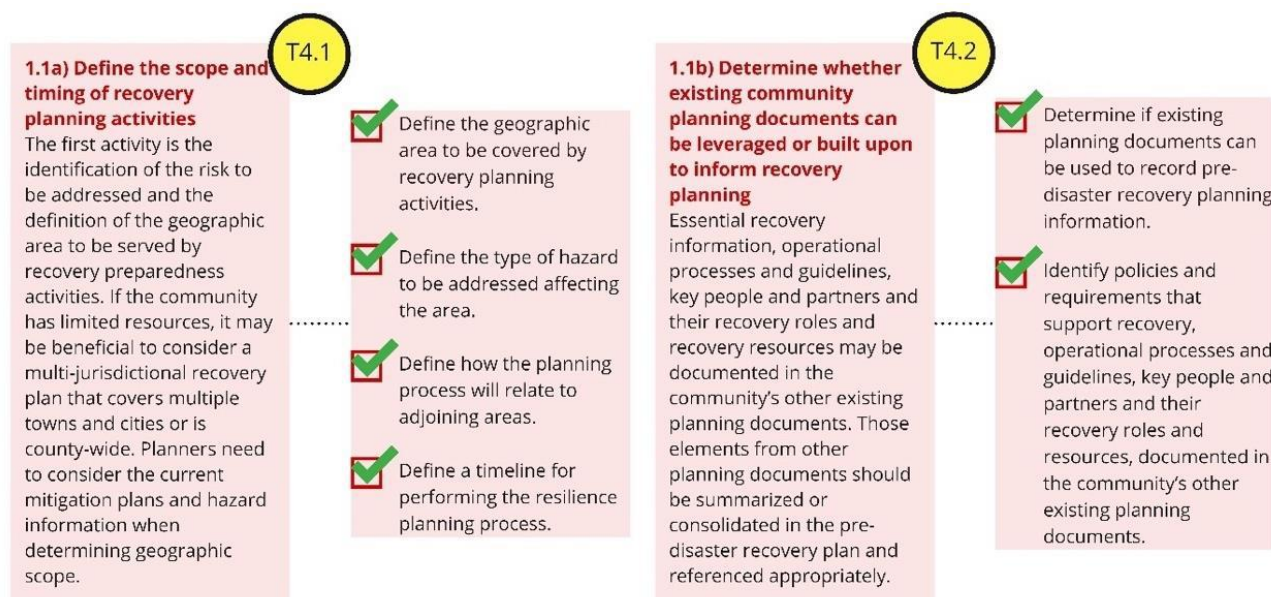 T4.1
1.1a) Define the scope and
timing of recovery
planning activities
The first activity is the
identification of the risk to
be addressed and the
definition of the geographic
area to be served by
recovery preparedness
activities. If the community
has limited resources, it may
be beneficial to consider a
multi-jurisdictional recovery
plan that covers multiple
towns and cities or is
county-wide. Planners need
to consider the current
mitigation plans and hazard
information when
determining geographic
scope.
Define the geographic
area to be covered by
recovery planning
activities.
Define the type of hazard
to be addressed affecting
the area.
Define how the planning
process will relate to
adjoining areas.
Define a timeline for
performing the resilience
planning process.
T4.2
1.1b) Determine whether
existing community
planning documents can
be leveraged or built upon
to inform recovery
planning
Essential recovery
information, operational
processes and guidelines,
key people and partners and
their recovery roles and
recovery resources may be
documented in the
community's other existing
planning documents. Those
elements from other
planning documents should
be summarized or
consolidated in the pre-
disaster recovery plan and
referenced appropriately.
Determine if existing
planning documents can
be used to record pre-
disaster recovery planning
information.
Identify policies and
requirements that
support recovery,
operational processes and
guidelines, key people and
partners and their
recovery roles and
resources, documented in
the community's other
existing planning
documents.